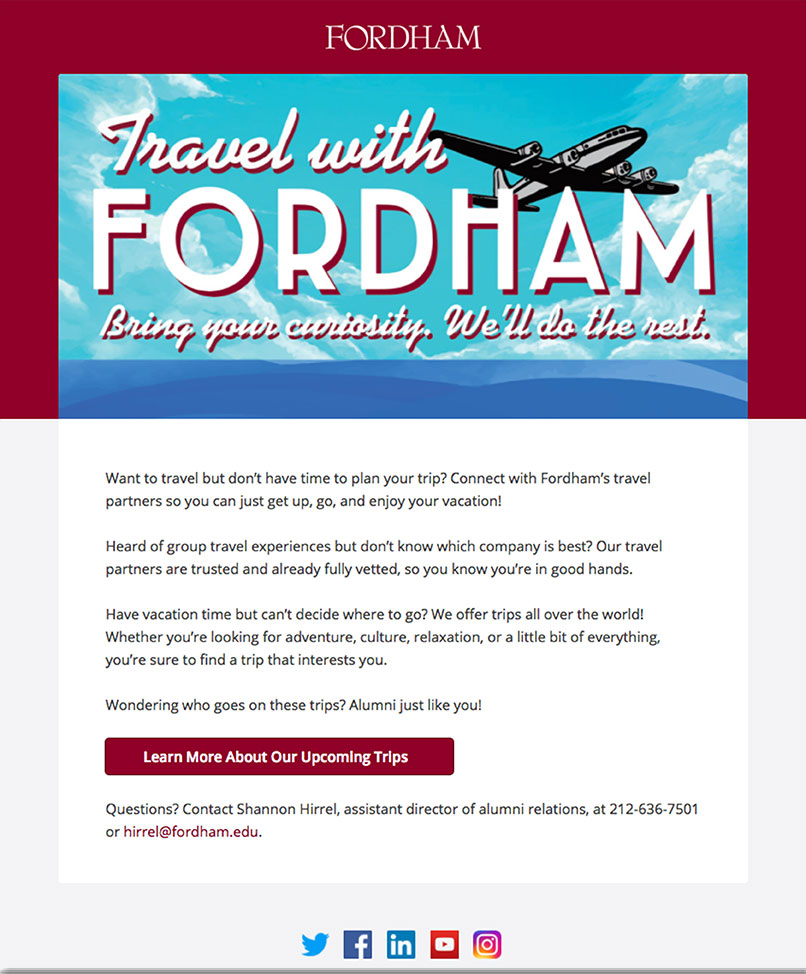 FORDHAM
Travel with
FORDHAM
Bring your curiosity. We'll do the rest.
Want to travel but don’t have time to plan your trip? Connect with Fordham’s travel
partners so you can just get up, go, and enjoy your vacation!
Heard of group travel experiences but don’t know which company is best? Our travel
partners are trusted and already fully vetted, so you know you’re in good hands.
Have vacation time but can’t decide where to go? We offer trips all over the world!
Whether you’re looking for adventure, culture, relaxation, or a little bit of everything,
you’re sure to find a trip that interests you.
Wondering who goes on these trips? Alumni just like you!
Learn More About Our Upcoming Trips
Questions? Contact Shannon Hirrel, assistant director of alumni relations, at 212-636-7501
or hirrel@fordham.edu.